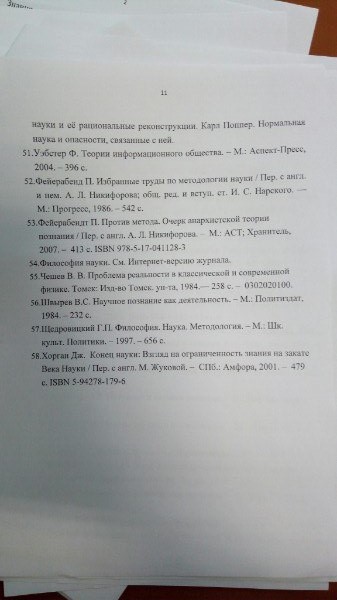 Знание
2
11
науки и её рациональные реконструкции. Карл Поппер. Нормальная
наука и опасности, связанные с ней.
51.Уэбстер Ф. Теории информационного общества. – М.: Аспект-Пресс,
2004. – 396 с.
52.Фейерабенд П. Избранные труды по методологии науки / Пер. с англ.
и нем. А. Л. Никифорова; общ. ред. и вступ. ст. И. С. Нарского. —
М.: Прогресс, 1986. – 542 с.
53.Фейерабендт П. Против метода. Очерк анархистской теории
познания / Пер. с англ. А. Л. Никифорова. – М.: АСТ; Хранитель,
2007. – 413 с. ISBN 978-5-17-041128-3
54.Философия науки. См. Интернет-версию журнала.
55.Чешев В. В. Проблема реальности в классической и современной
физике. Томск: Изд-во Томск. ун-та, 1984.— 258 с. – 0302020100.
56.Швырев В.С. Научное познание как деятельность. – М.: Политиздат,
1984. – 232 с.
57.Щедровицкий Г.П. Философия. Наука. Методология. – М.: Шк.
культ. Политики. – 1997. – 656 с.
58.Хорган Дж. Конец науки: Взгляд на ограниченность знания на закате
Века Науки / Пер. с англ. М. Жуковой. – СПб.: Амфора, 2001. – 479
с. ISBN 5-94278-179-6